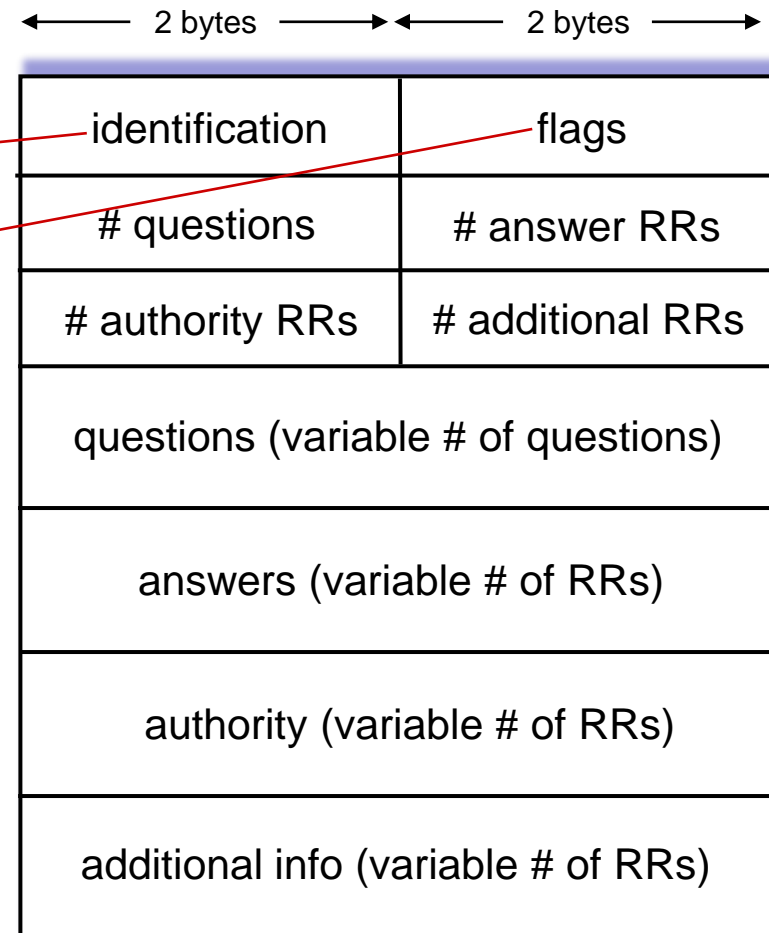 2 bytes 2 bytes
identification flags
# questions # answer RRs
# authority RRs # additional RRs
questions (variable # of questions)
answers (variable # of RRs)
authority (variable # of RRs)
additional info (variable # of RRs)